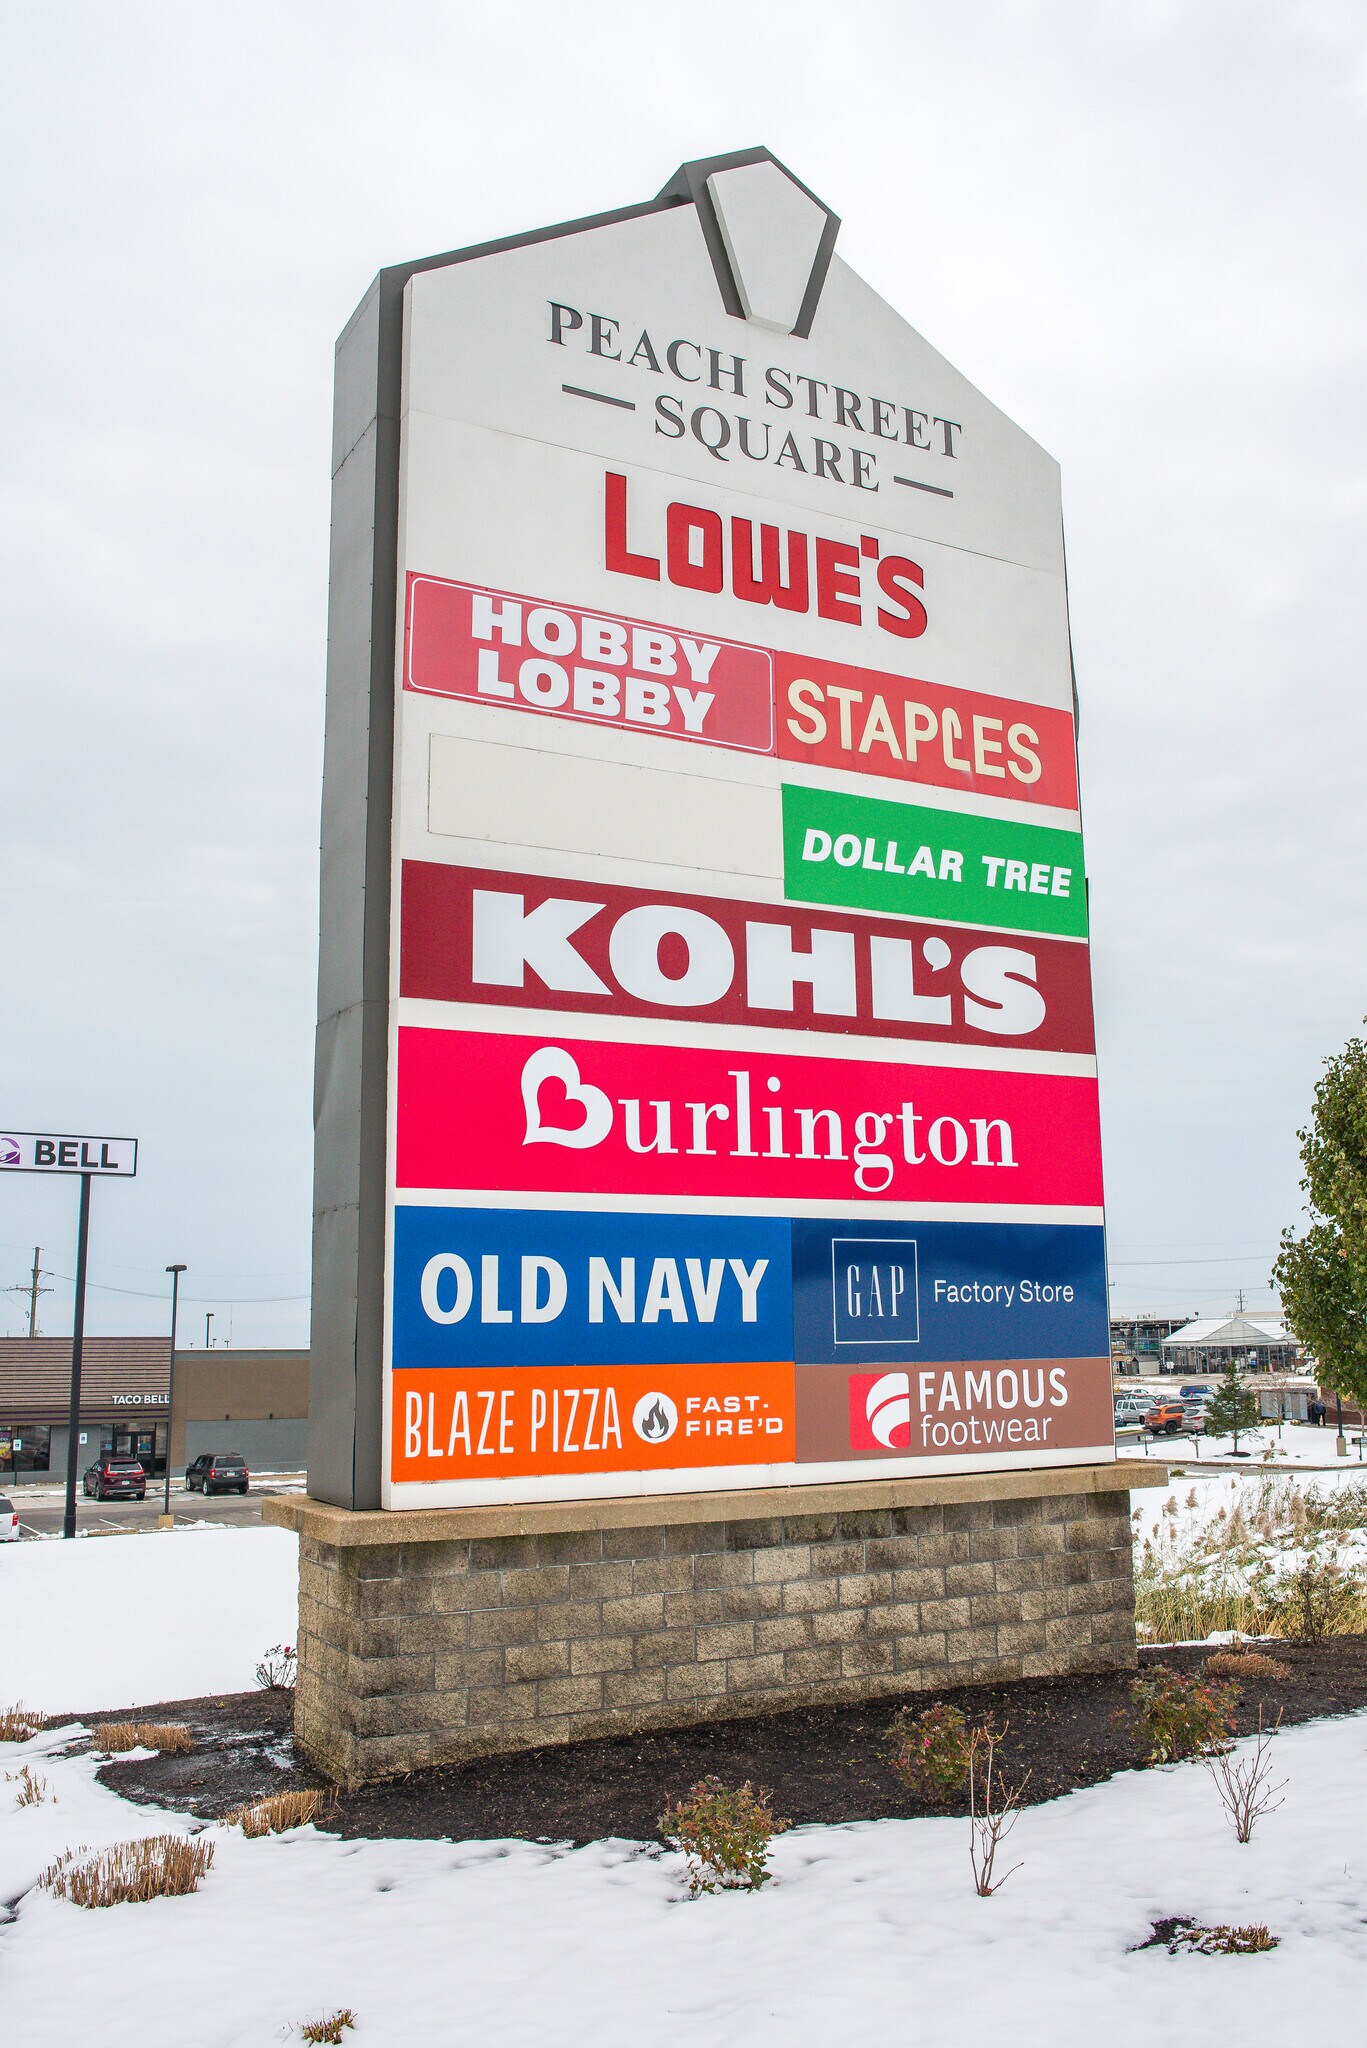 PEACH STREET
SQUARE
LOWE'S
HOBBY
LOBBY
STAPLES
DOLLAR TREE
KOHL'S
Burlington
OLD NAVY
GAP Factory Store
BLAZE PIZZA FAST-
FIRE'D
FAMOUS
footwear
BELL
TACO BELL